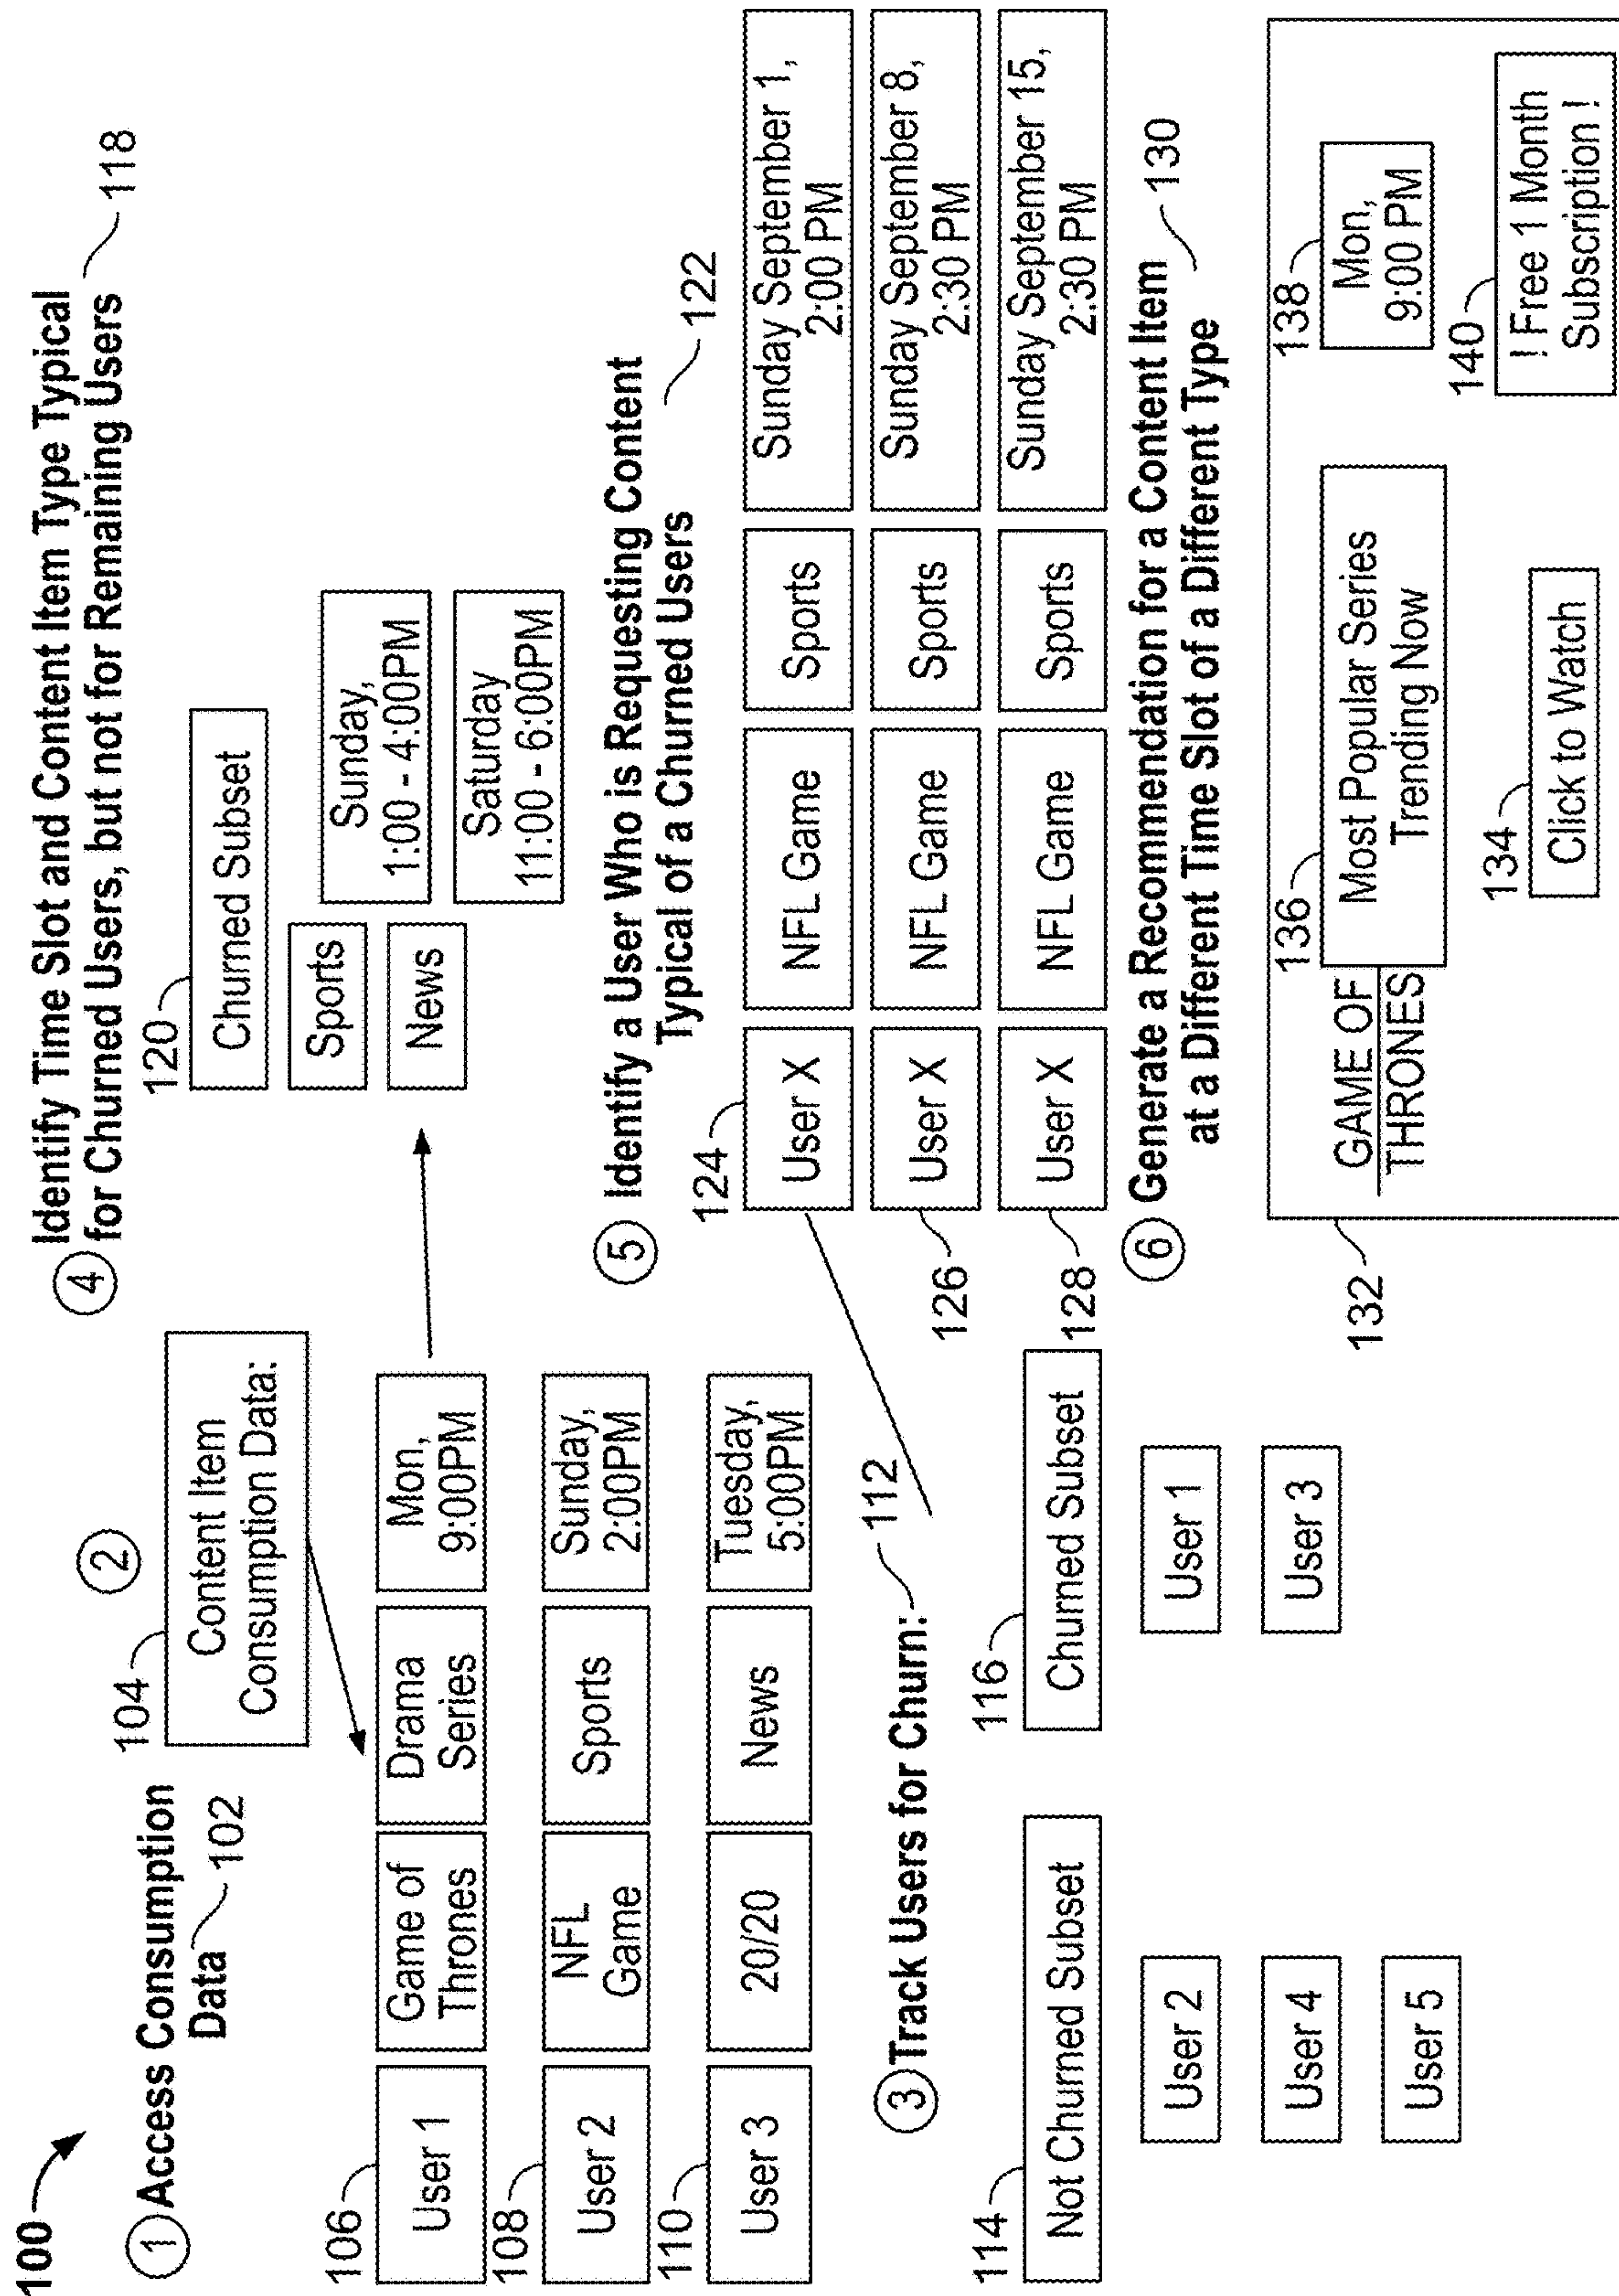 100
① Access Consumption
Data 102
②
104
Content Item
Consumption Data:
106
User 1
Game of
Thrones
Drama
Series
Mon,
9:00PM
108
User 2
NFL
Game
Sports
Sunday,
2:00PM
110
User 3
20/20
News
Tuesday,
5:00PM
③ Track Users for Churn: 112
114
Not Churned Subset
User 2
User 4
User 5
116
Churned Subset
User 1
User 3
④ Identify Time Slot and Content Item Type Typical
for Churned Users, but not for Remaining Users
118
120
Churned Subset
Sports
News
Sunday,
1:00 - 4:00PM
Saturday
11:00 - 6:00PM
⑤ Identify a User Who is Requesting Content
Typical of a Churned Users
122
124
User X
NFL Game
Sports
Sunday September 1,
2:00 PM
126
User X
NFL Game
Sports
Sunday September 8,
2:30 PM
128
User X
NFL Game
Sports
Sunday September 15,
2:30 PM
⑥ Generate a Recommendation for a Content Item
at a Different Time Slot of a Different Type
130
132
GAME OF
THRONES
136
Most Popular Series
Trending Now
134
Click to Watch
138
Mon,
9:00 PM
140
! Free 1 Month
Subscription !